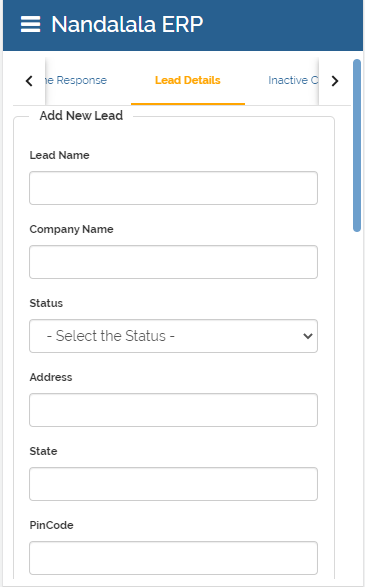 Nandalala ERP
Response Lead Details Inactive
Add New Lead
Lead Name
Company Name
Status
- Select the Status -
Address
State
PinCode